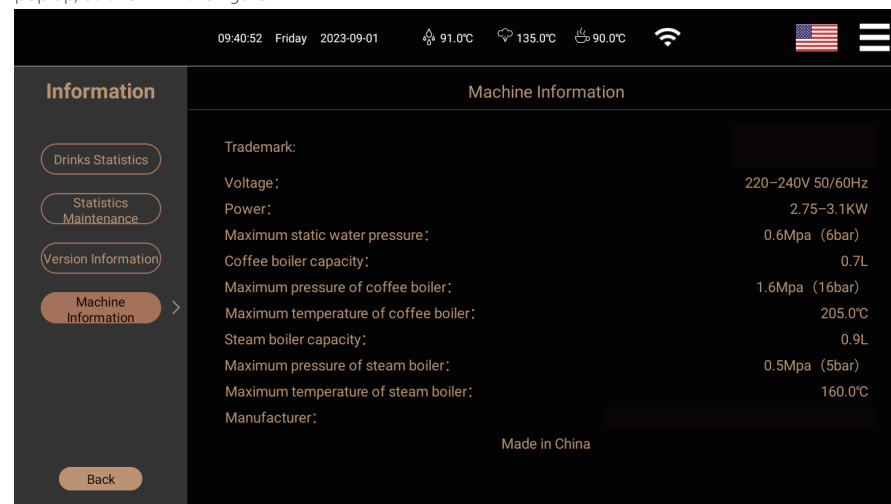 09:40:52 Friday 2023-09-01 91.0℃ 135.0℃ 90.0℃
Information
Machine Information
Drinks Statistics
Statistics
Maintenance
Version Information
Machine
Information
Trademark:
Voltage： 220–240V 50/60Hz
Power： 2.75–3.1KW
Maximum static water pressure： 0.6Mpa（6bar）
Coffee boiler capacity： 0.7L
Maximum pressure of coffee boiler： 1.6Mpa（16bar）
Maximum temperature of coffee boiler： 205.0℃
Steam boiler capacity： 0.9L
Maximum pressure of steam boiler： 0.5Mpa（5bar）
Maximum temperature of steam boiler： 160.0℃
Manufacturer：
Made in China
Back